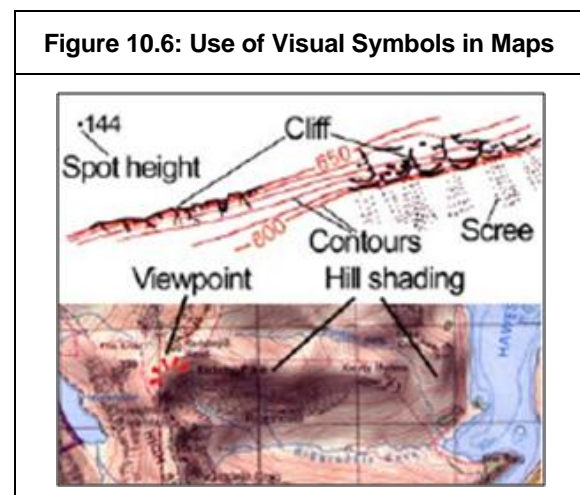 Figure 10.6: Use of Visual Symbols in Maps
·144
Cliff
Spot height
650
600
Contours
Scree
Viewpoint
Hill shading
HAWES